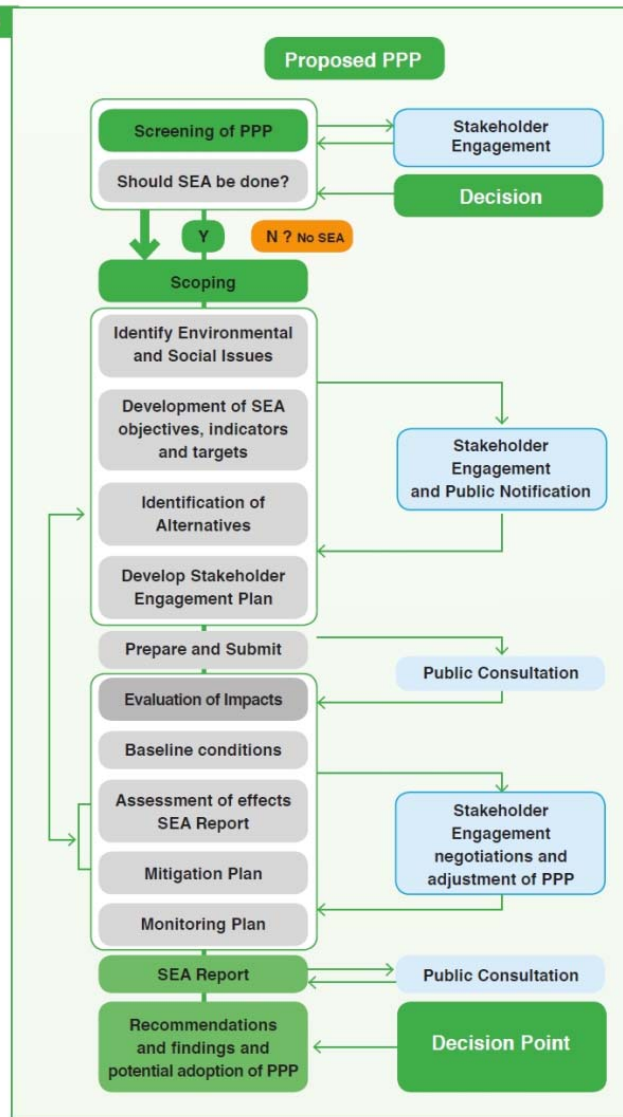 Proposed PPP
Screening of PPP
Stakeholder
Engagement
Should SEA be done?
Decision
Y
N ? No SEA
Scoping
Identify Environmental
and Social Issues
Development of SEA
objectives, indicators
and targets
Stakeholder
Engagement
and Public Notification
Identification of
Alternatives
Develop Stakeholder
Engagement Plan
Prepare and Submit
Public Consultation
Evaluation of Impacts
Baseline conditions
Assessment of effects
SEA Report
Stakeholder
Engagement
negotiations and
adjustment of PPP
Mitigation Plan
Monitoring Plan
SEA Report
Public Consultation
Recommendations
and findings and
potential adoption of PPP
Decision Point